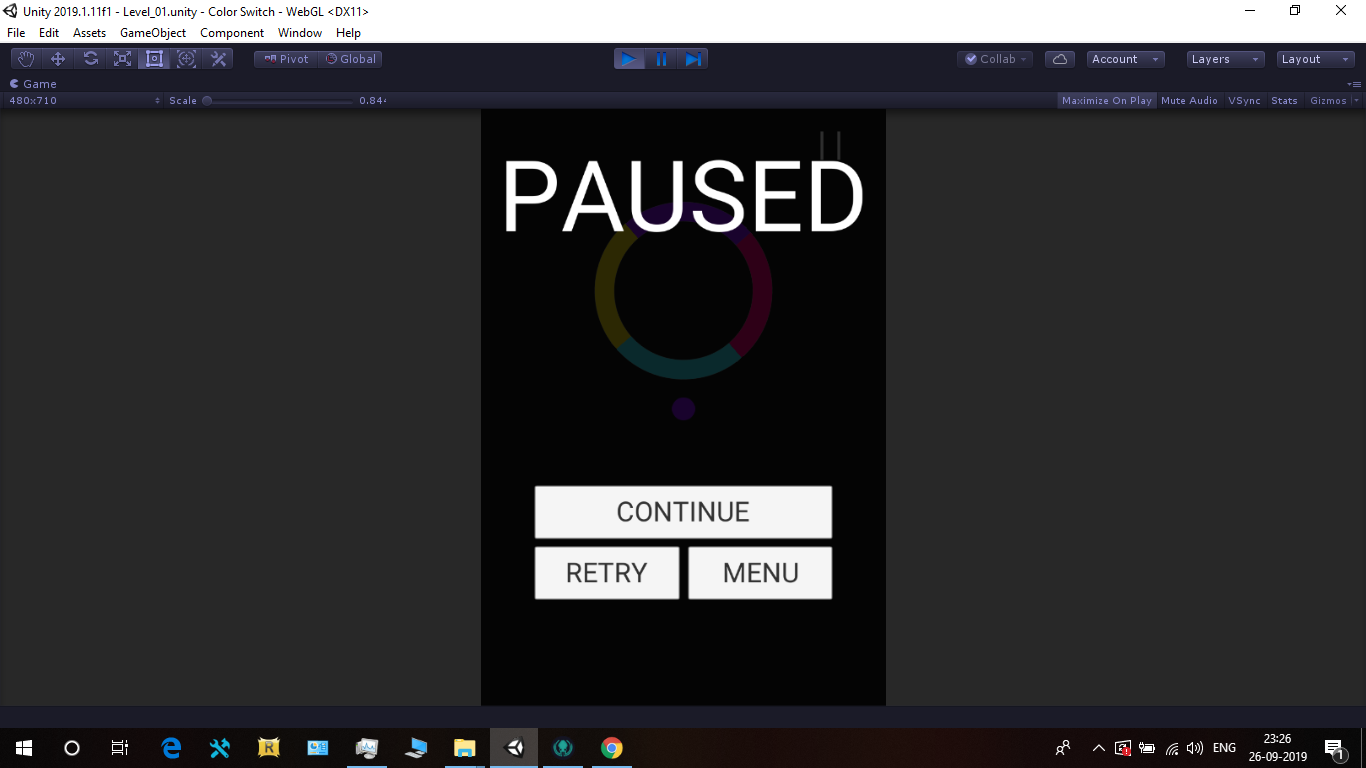 Unity 2019.1.11f1 - Level_01.unity - Color Switch - WebGL <DX11>
File Edit Assets GameObject Component Window Help
Pivot Global Collab Account Layers Layout
Game
480x710 Scale Maximize On Play Mute Audio VSync Stats Gizmos
PAUSED
CONTINUE
RETRY MENU
ENG 23:26
26-09-2019 1